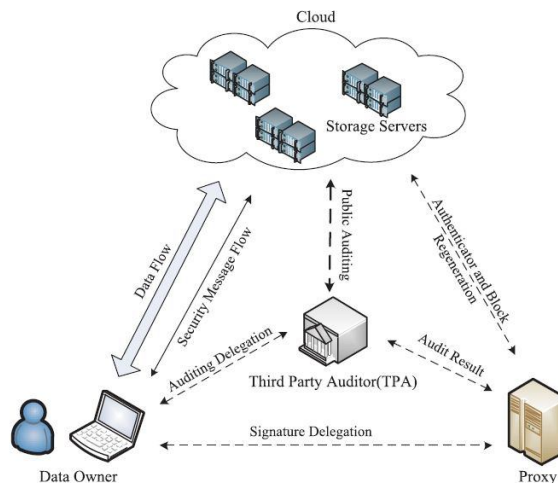 Cloud
Storage Servers
Data Flow
Security Message Flow
Public Auditing
Authenticator and Block
Regeneration
Auditing Delegation
Audit Result
Third Party Auditor(TPA)
Signature Delegation
Data Owner
Proxy